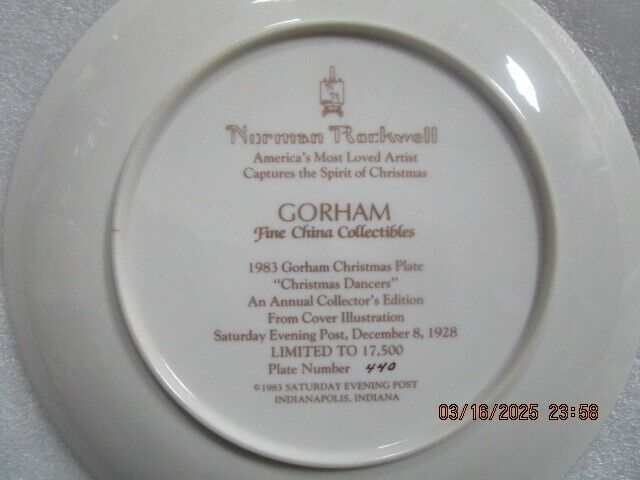 Norman Rockwell
America's Most Loved Artist
Captures the Spirit of Christmas
GORHAM
Fine China Collectibles
1983 Gorham Christmas Plate
"Christmas Dancers"
An Annual Collector's Edition
From Cover Illustration
Saturday Evening Post, December 8, 1928
LIMITED TO 17,500
Plate Number 440
©1983 SATURDAY EVENING POST
INDIANAPOLIS, INDIANA
03/16/2025 23:58